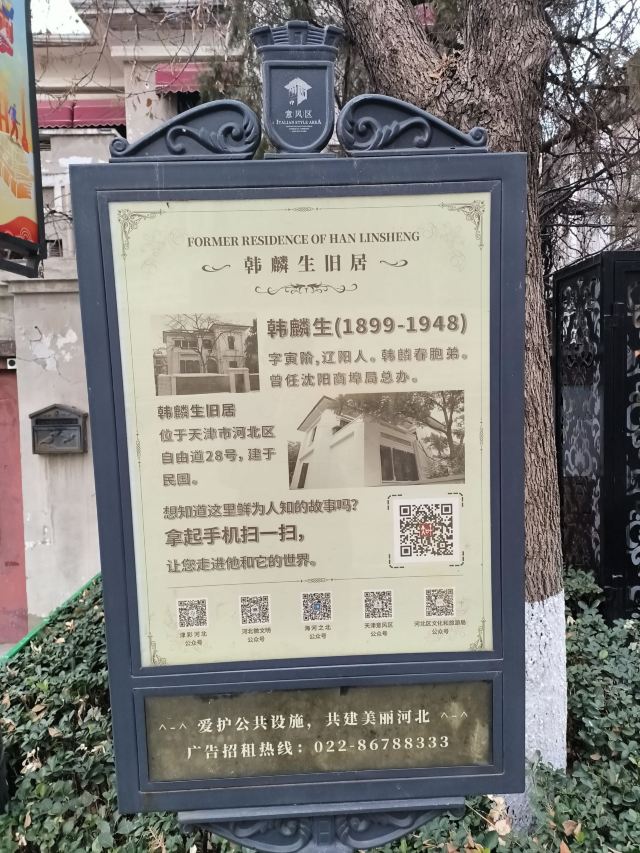 意风区
ITALIAN STYLE AREA
FORMER RESIDENCE OF HAN LINSHENG
韩麟生旧居
韩麟生(1899-1948)
字寅阶,辽阳人。韩麟春胞弟。
曾任沈阳商埠局总办。
韩麟生旧居
位于天津市河北区
自由道28号,建于
民国。
想知道这里鲜为人知的故事吗?
拿起手机扫一扫,
让您走进他和它的世界。
津彩河北
公众号
河北微文明
公众号
海河之北
公众号
天津意风区
公众号
河北区文化和旅游局
公众号
^-^ 爱护公共设施,共建美丽河北 ^-^
广告招租热线:022-86788333